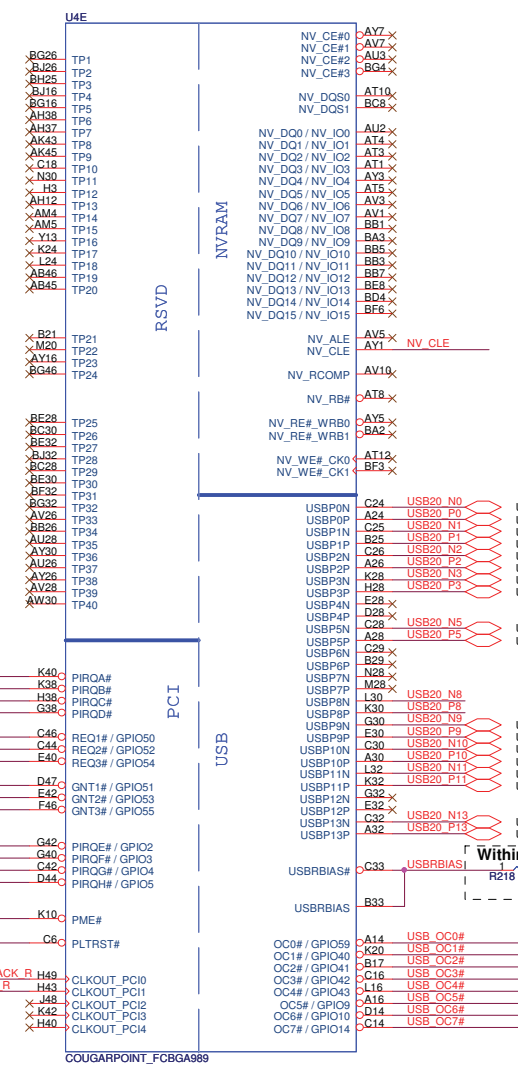 U4E
BG26 TP1
BJ26 TP2
BH25 TP3
BJ16 TP4
BG16 TP5
AH38 TP6
AH37 TP7
AK43 TP8
AK45 TP9
C18 TP10
N30 TP11
H3 TP12
AH12 TP13
AM4 TP14
AM5 TP15
Y13 TP16
K24 TP17
L24 TP18
AB46 TP19
AB45 TP20
B21 TP21
M20 TP22
AY16 TP23
BG46 TP24
BE28 TP25
BC30 TP26
BE32 TP27
BJ32 TP28
BC28 TP29
BE30 TP30
BF32 TP31
BG32 TP32
AV26 TP33
BB26 TP34
AU28 TP35
AY30 TP36
AU26 TP37
AY26 TP38
AV28 TP39
AW30 TP40
RSVD
K40 PIRQA#
K38 PIRQB#
H38 PIRQC#
G38 PIRQD#
C46 REQ1# / GPIO50
C44 REQ2# / GPIO52
E40 REQ3# / GPIO54
D47 GNT1# / GPIO51
E42 GNT2# / GPIO53
F46 GNT3# / GPIO55
G42 PIRQE# / GPIO2
G40 PIRQF# / GPIO3
C42 PIRQG# / GPIO4
D44 PIRQH# / GPIO5
K10 PME#
C6 PLTRST#
ACK_R H49 CLKOUT_PCI0
R H43 CLKOUT_PCI1
J48 CLKOUT_PCI2
K42 CLKOUT_PCI3
H40 CLKOUT_PCI4
PCI
NVRAM
NV_CE#0 AY7
NV_CE#1 AV7
NV_CE#2 AU3
NV_CE#3 BG4
NV_DQS0 AT10
NV_DQS1 BC8
NV_DQ0 / NV_IO0 AU2
NV_DQ1 / NV_IO1 AT4
NV_DQ2 / NV_IO2 AT3
NV_DQ3 / NV_IO3 AT1
NV_DQ4 / NV_IO4 AY3
NV_DQ5 / NV_IO5 AT5
NV_DQ6 / NV_IO6 AV3
NV_DQ7 / NV_IO7 AV1
NV_DQ8 / NV_IO8 BB1
NV_DQ9 / NV_IO9 BA3
NV_DQ10 / NV_IO10 BB5
NV_DQ11 / NV_IO11 BB3
NV_DQ12 / NV_IO12 BB7
NV_DQ13 / NV_IO13 BE8
NV_DQ14 / NV_IO14 BD4
NV_DQ15 / NV_IO15 BF6
NV_ALE AV5
NV_CLE AY1 NV_CLE
NV_RCOMP AV10
NV_RB# AT8
NV_RE#_WRB0 AY5
NV_RE#_WRB1 BA2
NV_WE#_CK0 AT12
NV_WE#_CK1 BF3
USB
USBP0N C24 USB20_N0
USBP0P A24 USB20_P0
USBP1N C25 USB20_N1
USBP1P B25 USB20_P1
USBP2N C26 USB20_N2
USBP2P A26 USB20_P2
USBP3N K28 USB20_N3
USBP3P H28 USB20_P3
USBP4N E28
USBP4P D28
USBP5N C28 USB20_N5
USBP5P A28 USB20_P5
USBP6N C29
USBP6P B29
USBP7N N28
USBP7P M28
USBP8N L30 USB20_N8
USBP8P K30 USB20_P8
USBP9N G30 USB20_N9
USBP9P E30 USB20_P9
USBP10N C30 USB20_N10
USBP10P A30 USB20_P10
USBP11N L32 USB20_N11
USBP11P K32 USB20_P11
USBP12N G32
USBP12P E32
USBP13N C32 USB20_N13
USBP13P A32 USB20_P13
Within
USBRBIAS# C33 USBRBIAS 1
R218
USBRBIAS B33
OC0# / GPIO59 A14 USB_OC0#
OC1# / GPIO40 K20 USB_OC1#
OC2# / GPIO41 B17 USB_OC2#
OC3# / GPIO42 C16 USB_OC3#
OC4# / GPIO43 L16 USB_OC4#
OC5# / GPIO9 A16 USB_OC5#
OC6# / GPIO10 D14 USB_OC6#
OC7# / GPIO14 C14 USB_OC7#
COUGARPOINT_FCBGA989